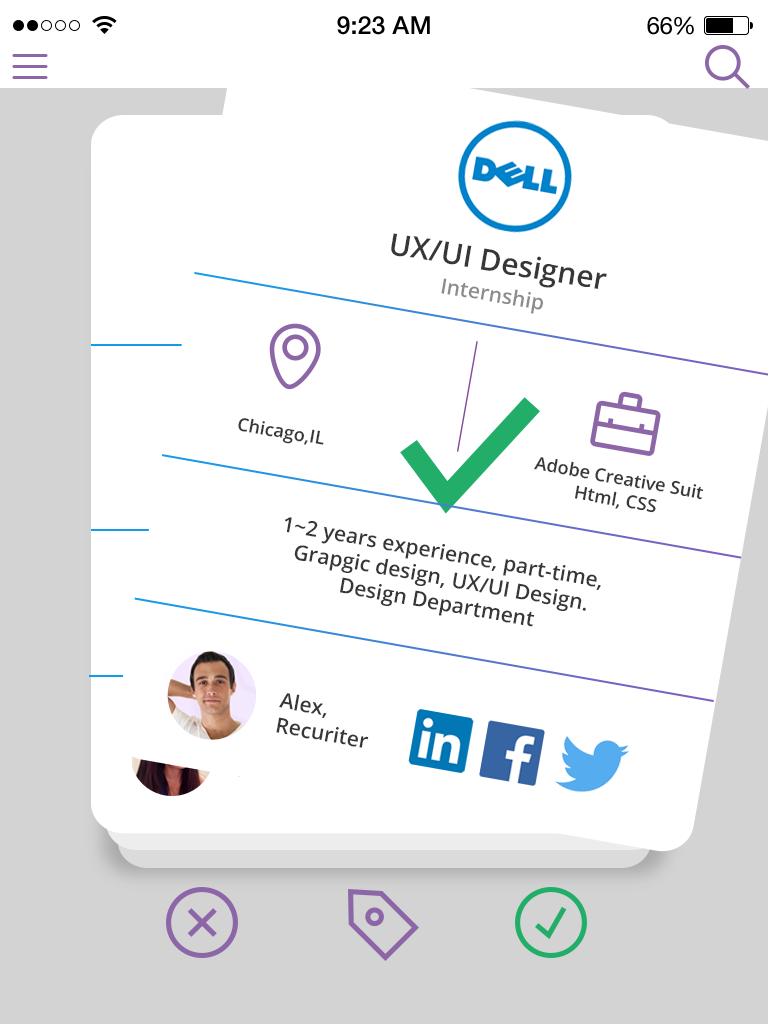 9:23 AM
66%
DELL
UX/UI Designer
Internship
Chicago,IL
Adobe Creative Suit
Html, CSS
1~2 years experience, part-time,
Grapgic design, UX/UI Design.
Design Department
Alex,
Recuriter
in
f